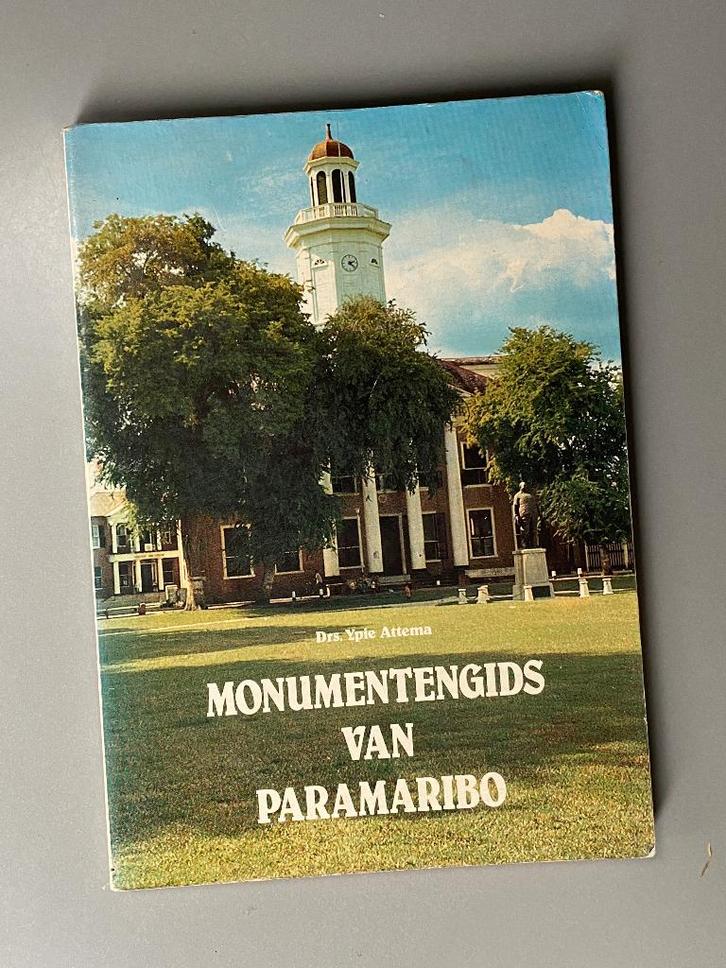 Drs. Ypie Attema
MONUMENTENGIDS
VAN
PARAMARIBO